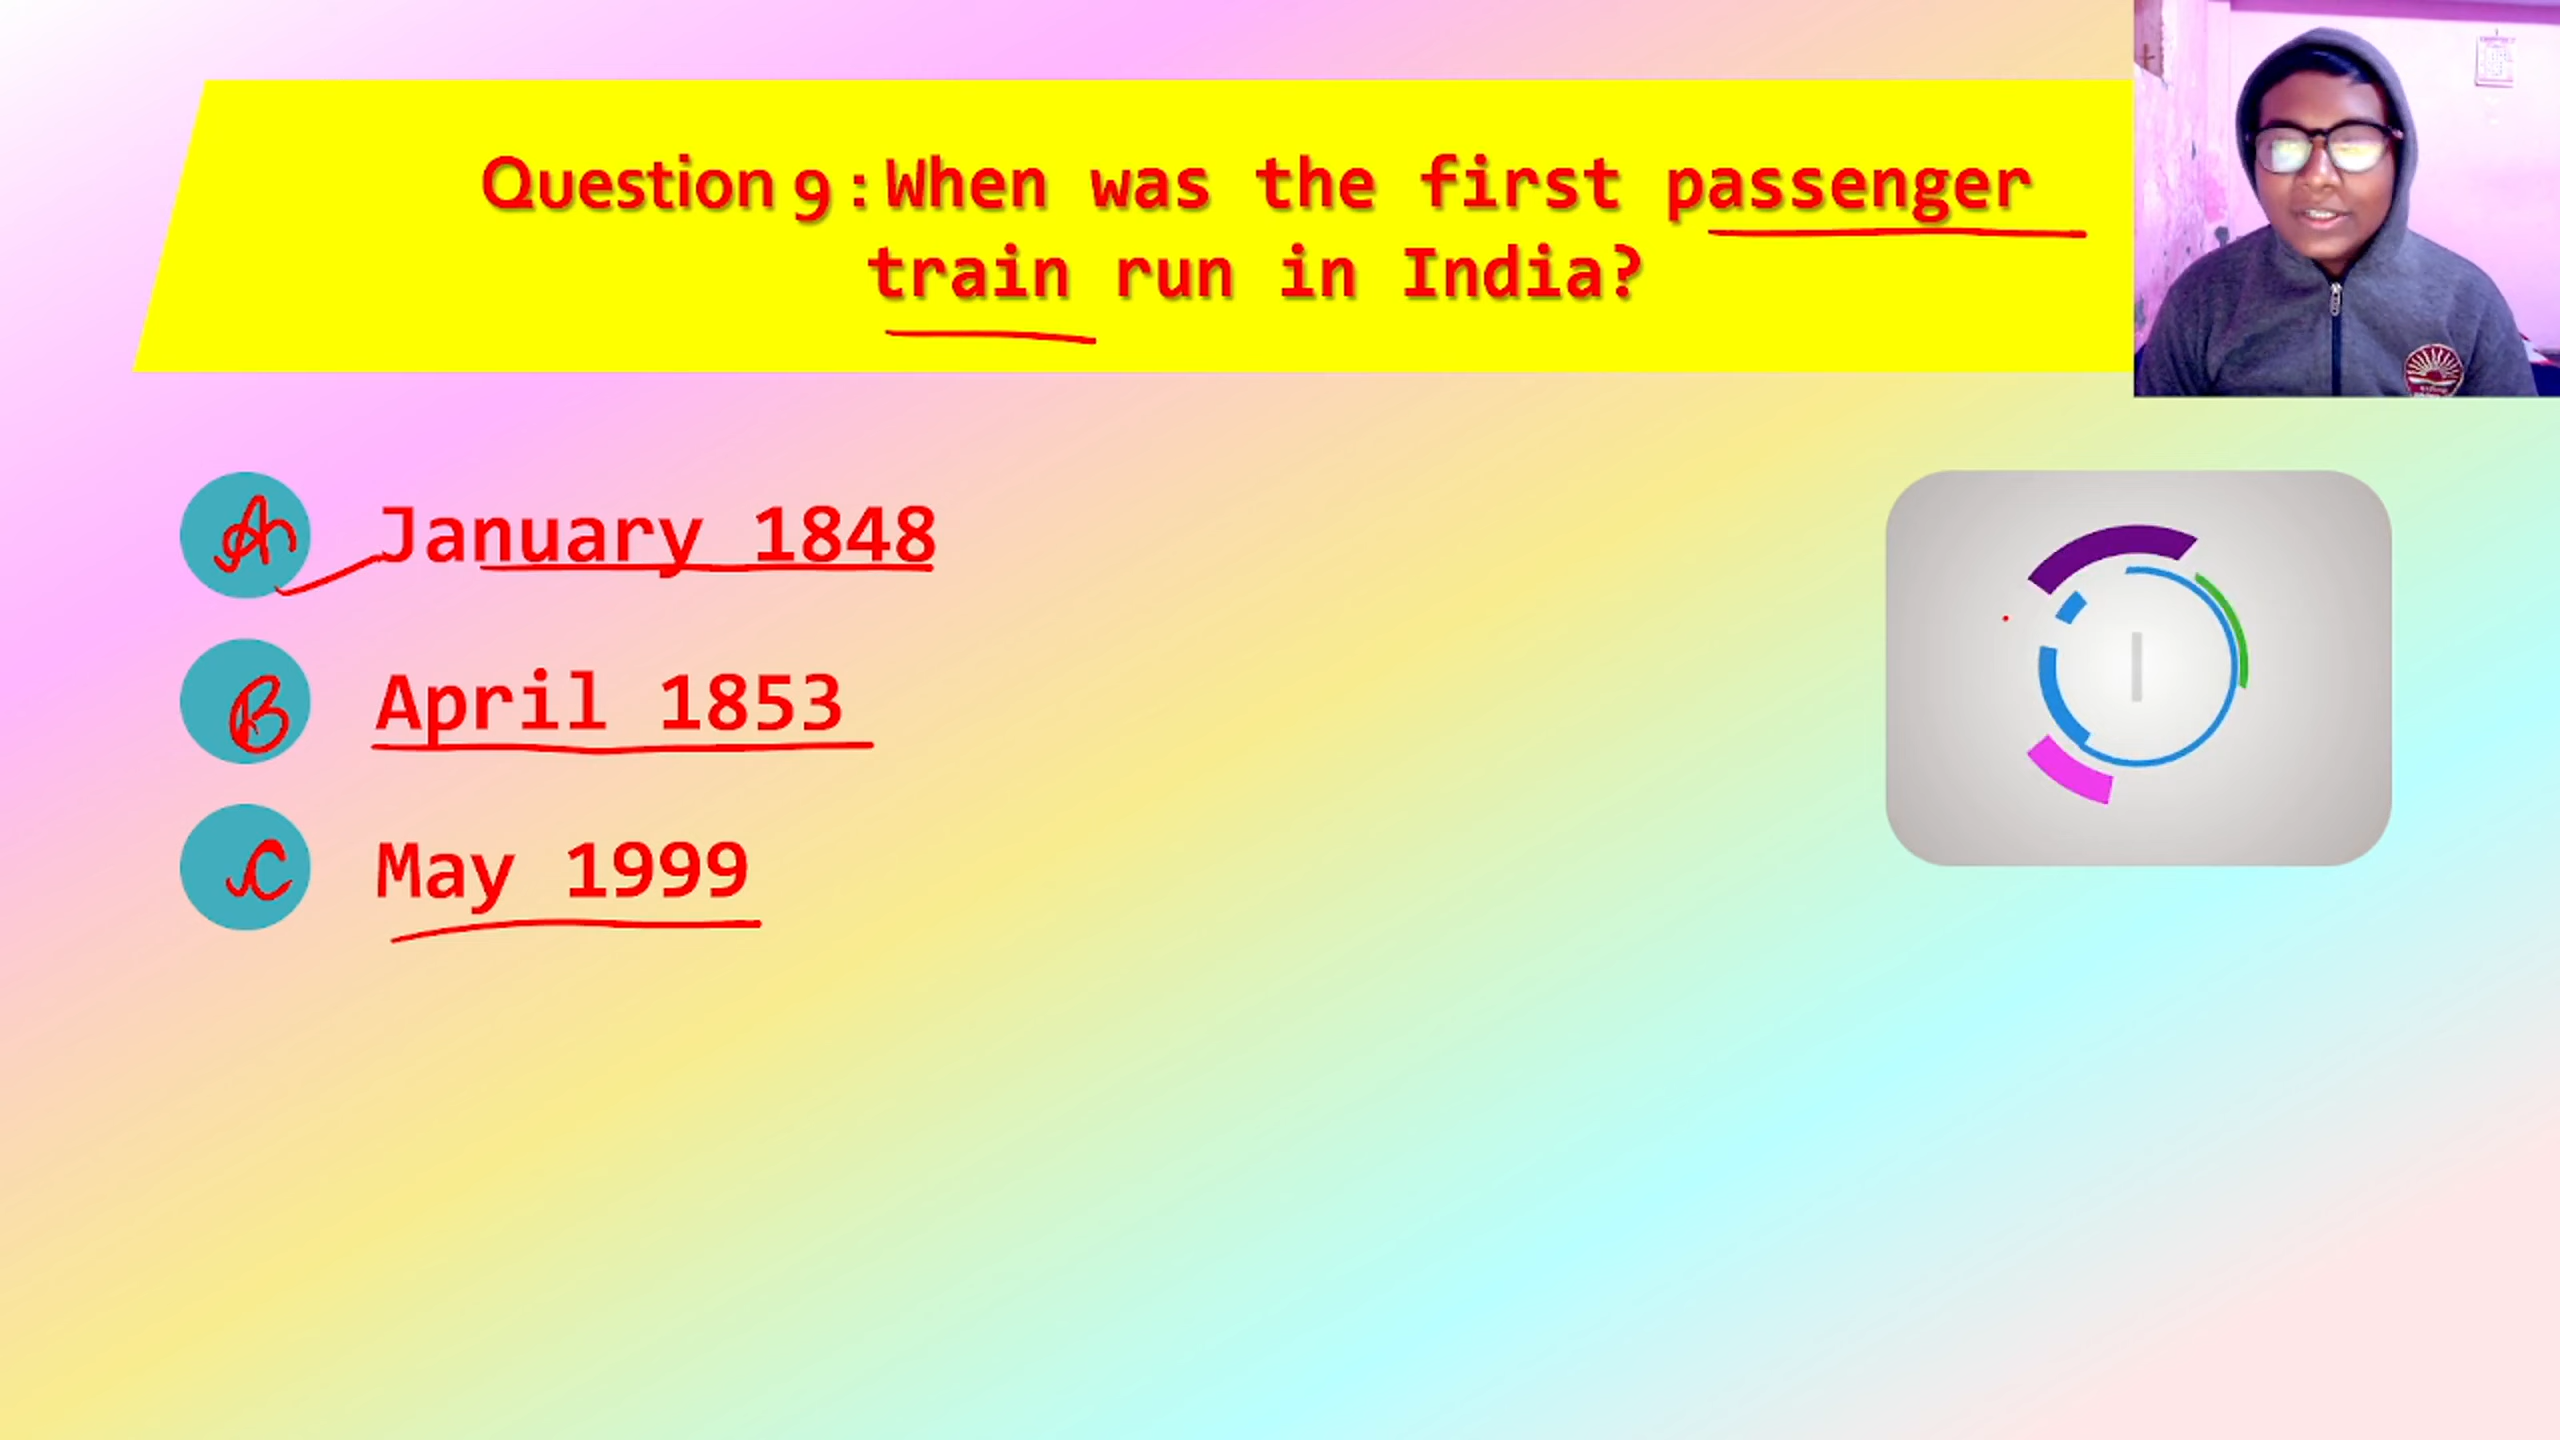 Question 9 : When was the first passenger
train run in India?
A January 1848
B April 1853
C May 1999